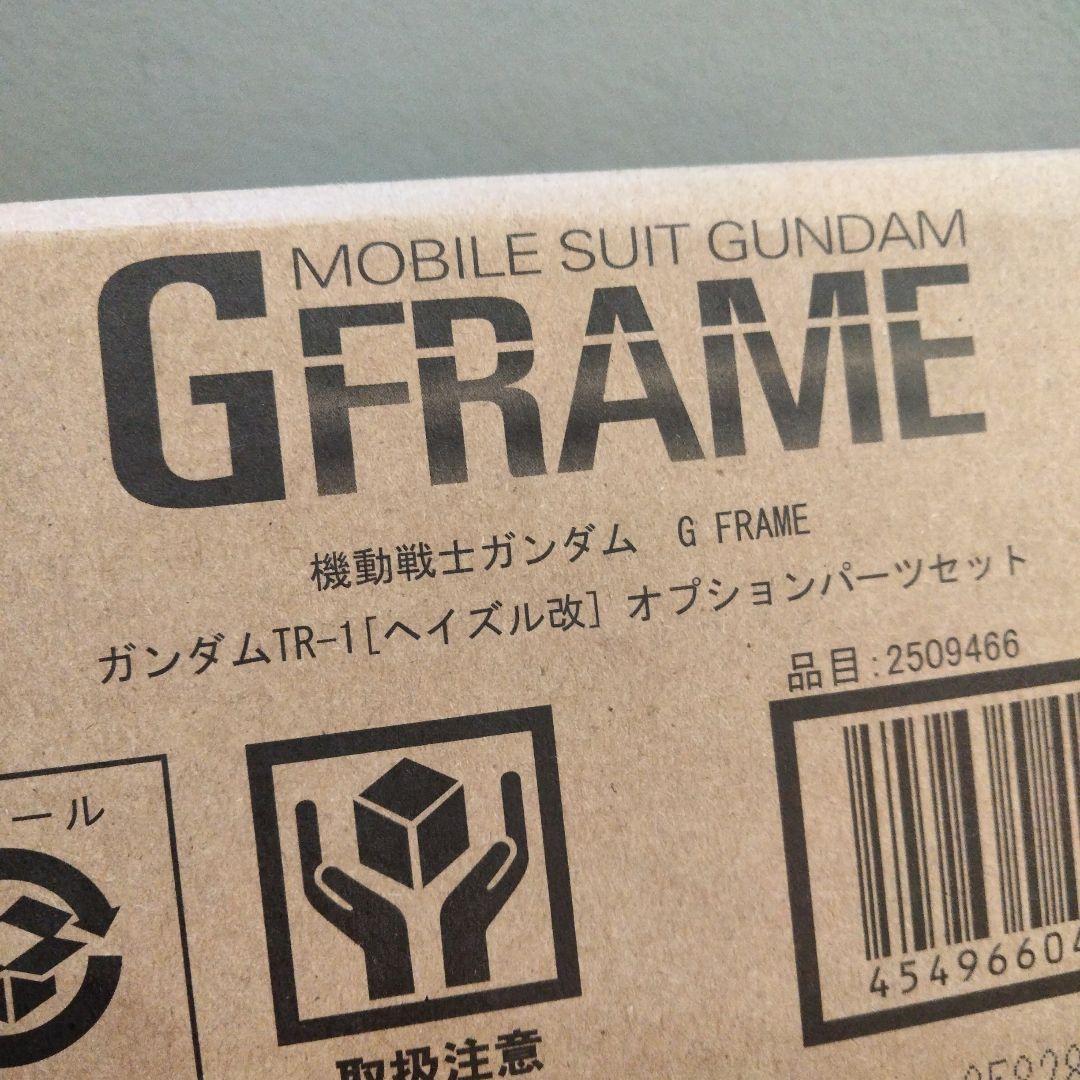 MOBILE SUIT GUNDAM
GFRAME
機動戦士ガンダム G FRAME
ガンダムTR-1[ヘイズル改] オプションパーツセット
品目:2509466
ール
45496604
取扱注意